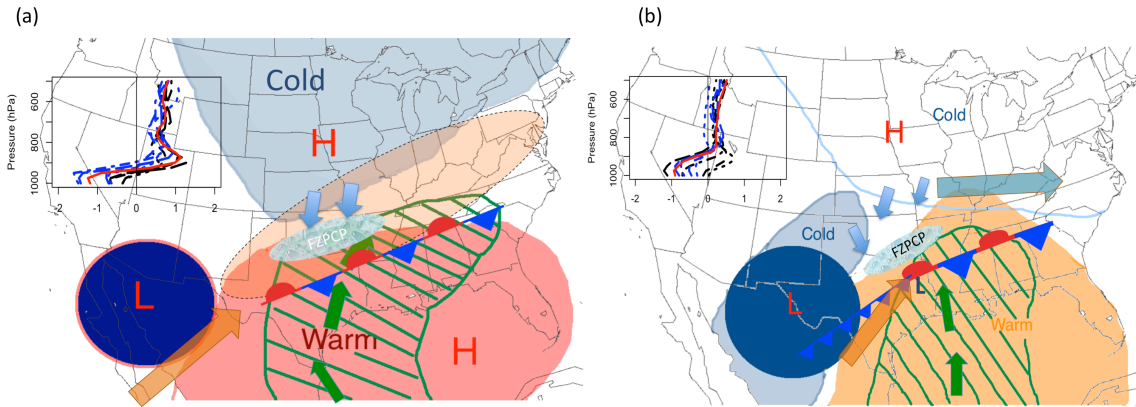 (a)
Cold
H
Pressure (hPa)
600
800
1000
-2 -1 0 1 2
FZPCP
L
Warm
H
(b)
Cold
H
Pressure (hPa)
600
800
900
1000
-2 -1 0 1 2
Cold
FZPCP
L
L
Warm